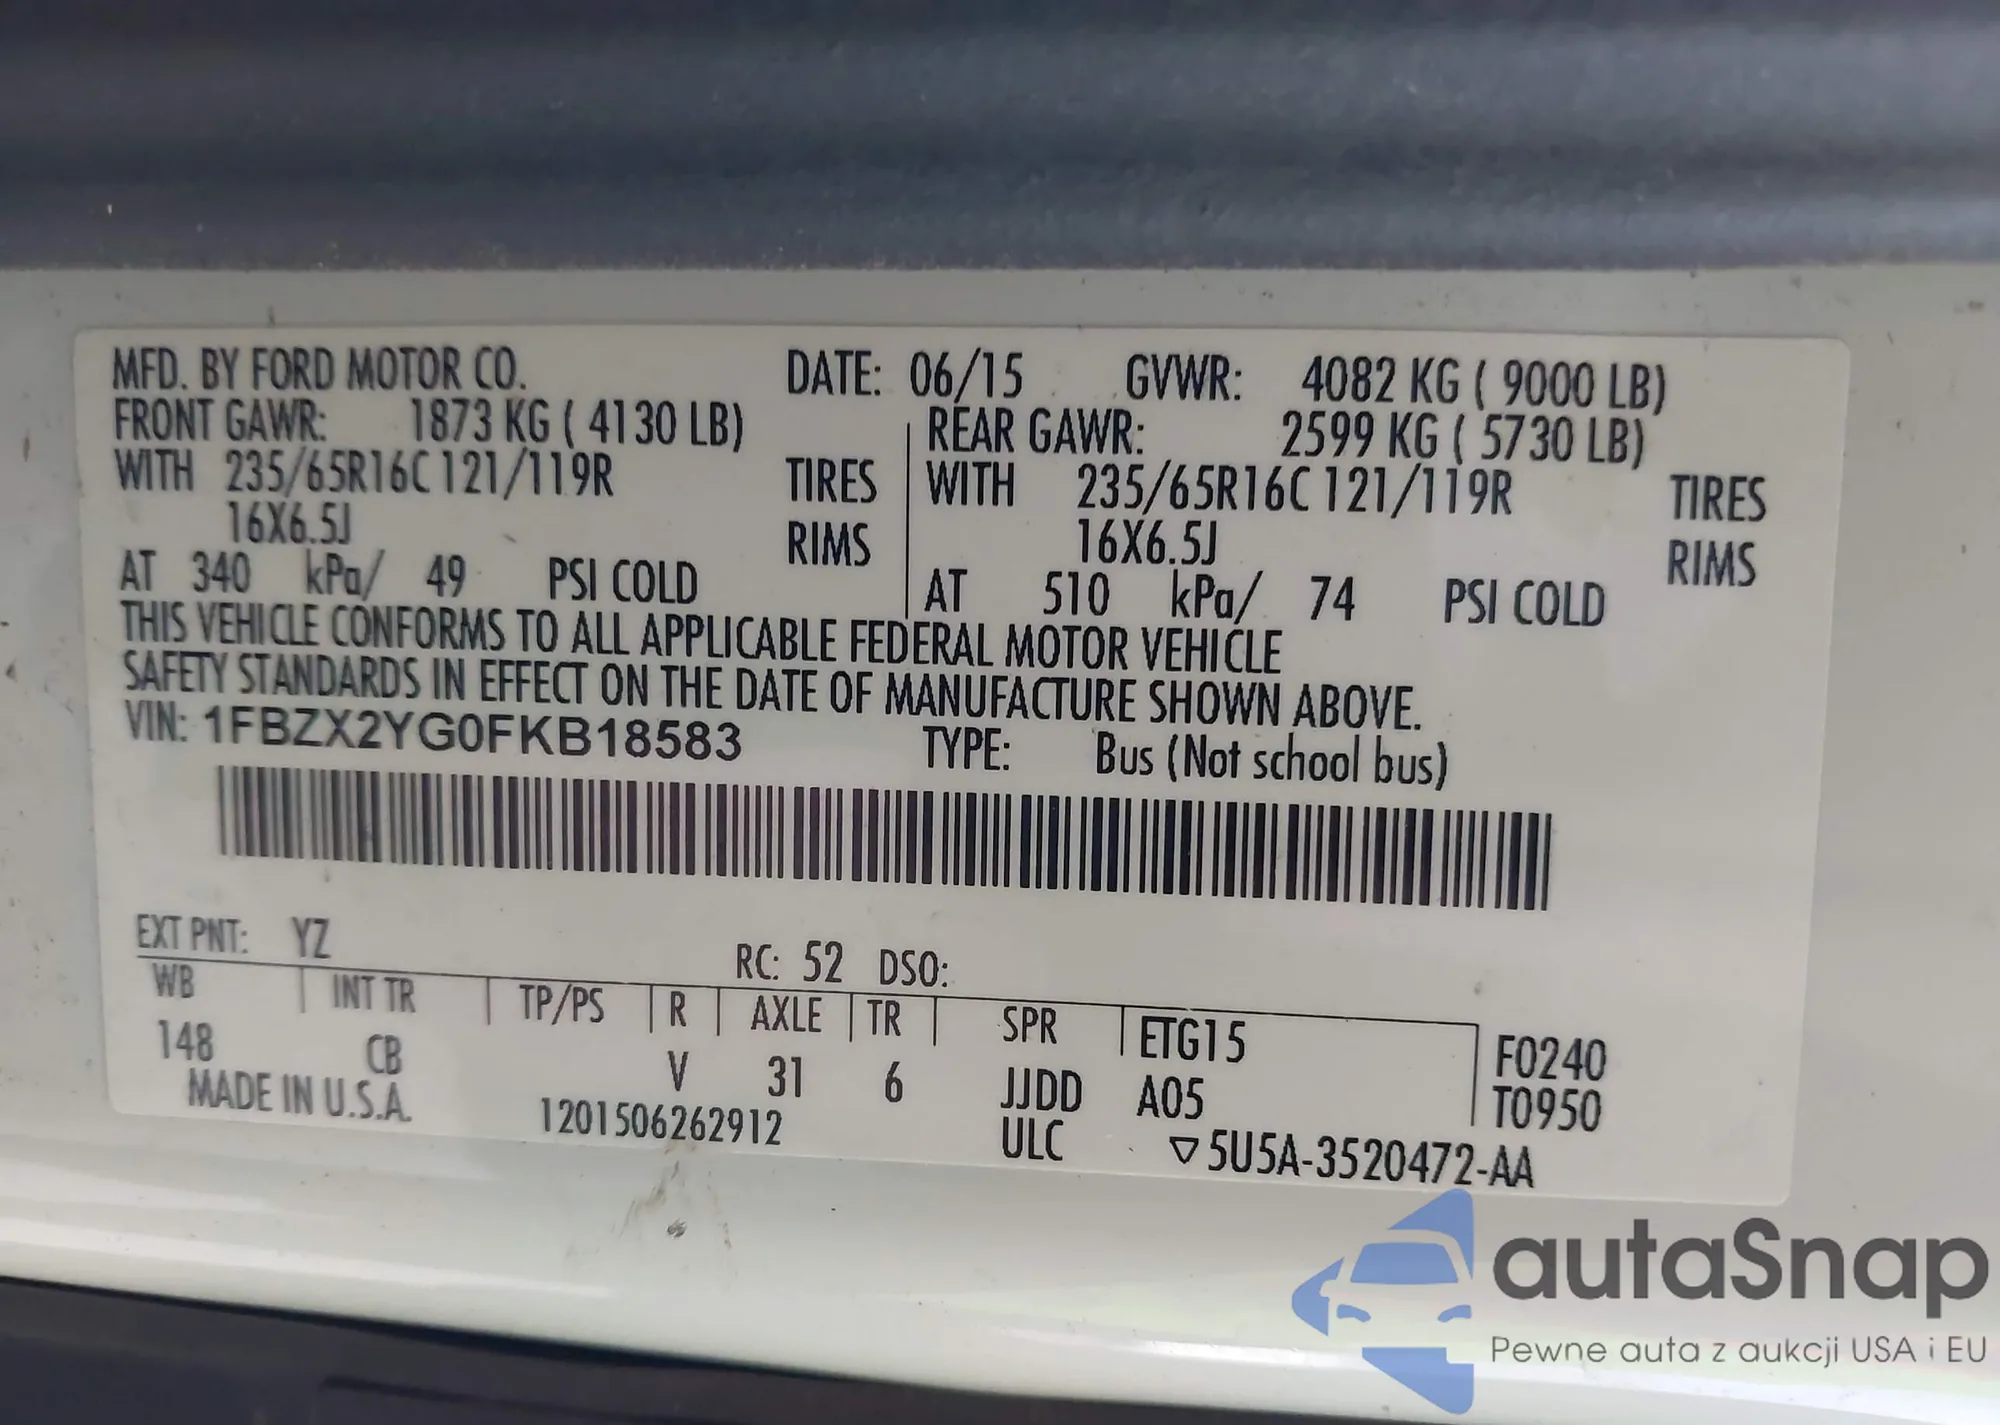 MFD. BY FORD MOTOR CO. DATE: 06/15 GVWR: 4082 KG ( 9000 LB)
FRONT GAWR: 1873 KG ( 4130 LB) REAR GAWR: 2599 KG ( 5730 LB)
WITH 235/65R16C 121/119R TIRES WITH 235/65R16C 121/119R TIRES
16X6.5J RIMS 16X6.5J RIMS
AT 340 kPa/ 49 PSI COLD AT 510 kPa/ 74 PSI COLD
THIS VEHICLE CONFORMS TO ALL APPLICABLE FEDERAL MOTOR VEHICLE
SAFETY STANDARDS IN EFFECT ON THE DATE OF MANUFACTURE SHOWN ABOVE.
VIN: 1FBZX2YG0FKB18583 TYPE: Bus (Not school bus)
EXT PNT: YZ RC: 52 DSO:
WB INT TR TP/PS R AXLE TR SPR ETG15 F0240
148 CB V 31 6 JJDD A05 T0950
MADE IN U.S.A. 1201506262912 ULC ▽5U5A-3520472-AA
autaSnap
Pewne auta z aukcji USA i EU